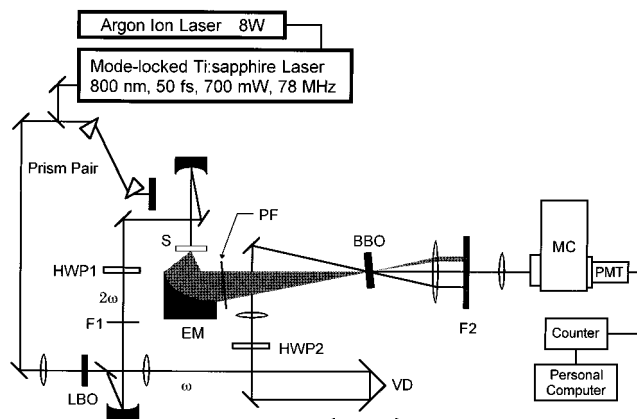 Argon Ion Laser 8W
Mode-locked Ti:sapphire Laser
800 nm, 50 fs, 700 mW, 78 MHz
Prism Pair
PF
S
BBO
MC
PMT
HWP1
2ω
F1
EM
HWP2
F2
Counter
Personal
Computer
LBO
ω
VD